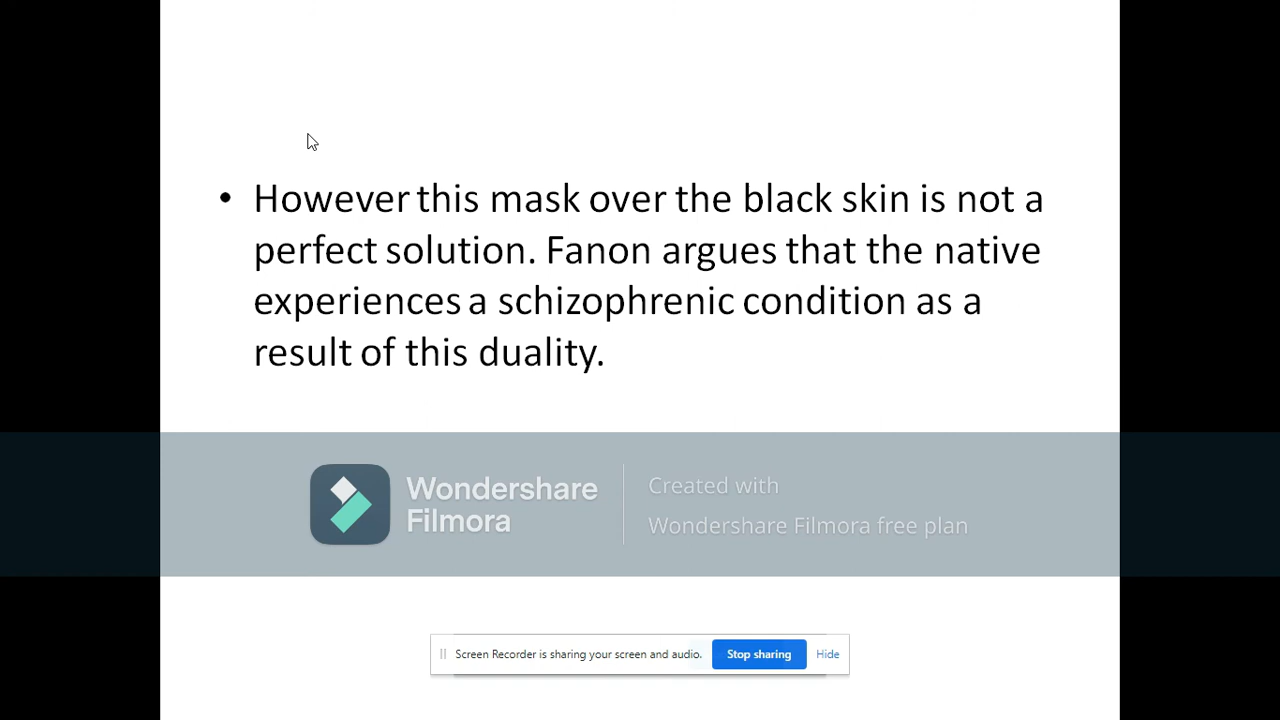 • However this mask over the black skin is not a
perfect solution. Fanon argues that the native
experiences a schizophrenic condition as a
result of this duality.
Wondershare
Filmora
Created with
Wondershare Filmora free plan
Screen Recorder is sharing your screen and audio. Stop sharing Hide